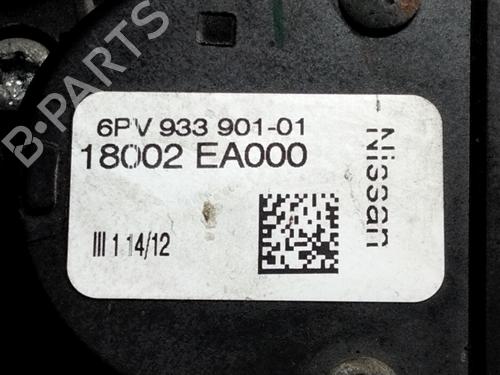 6PV 933 901-01
18002 EA000
Nissan
III 1 14/12
B-PARTS